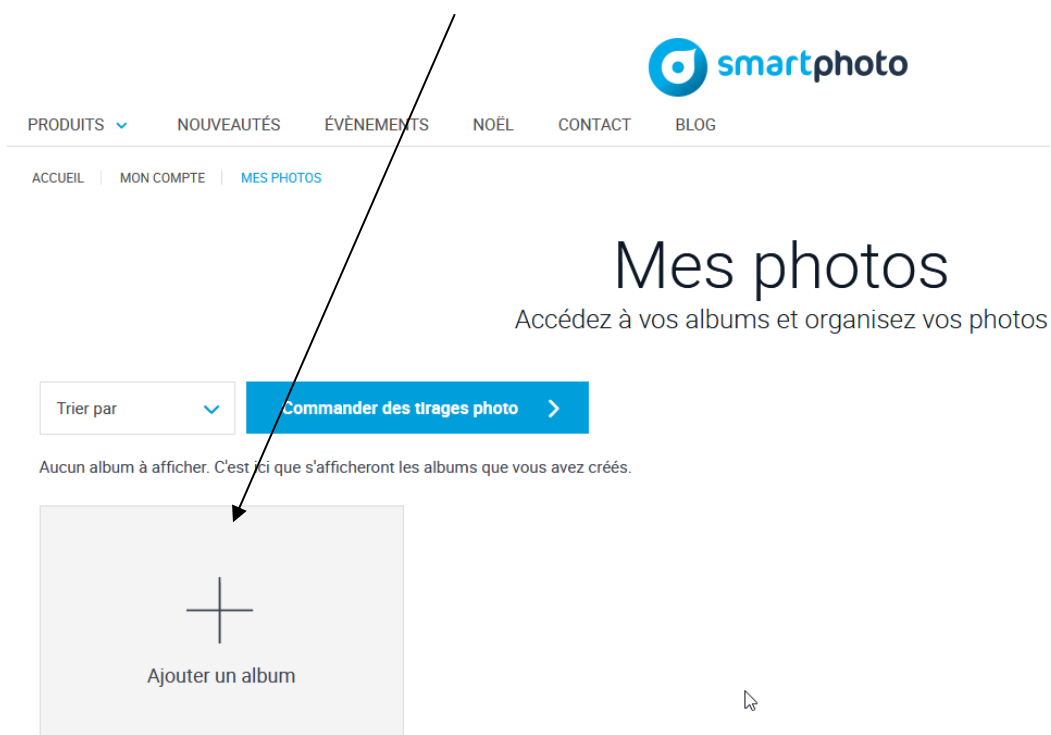 smartphoto
PRODUITS NOUVEAUTÉS ÉVÈNEMENTS NOËL CONTACT BLOG
ACCUEIL MON COMPTE MES PHOTOS
Mes photos
Accédez à vos albums et organisez vos photos
Trier par Commander des tirages photo
Aucun album à afficher. C'est ici que s'afficheront les albums que vous avez créés.
Ajouter un album